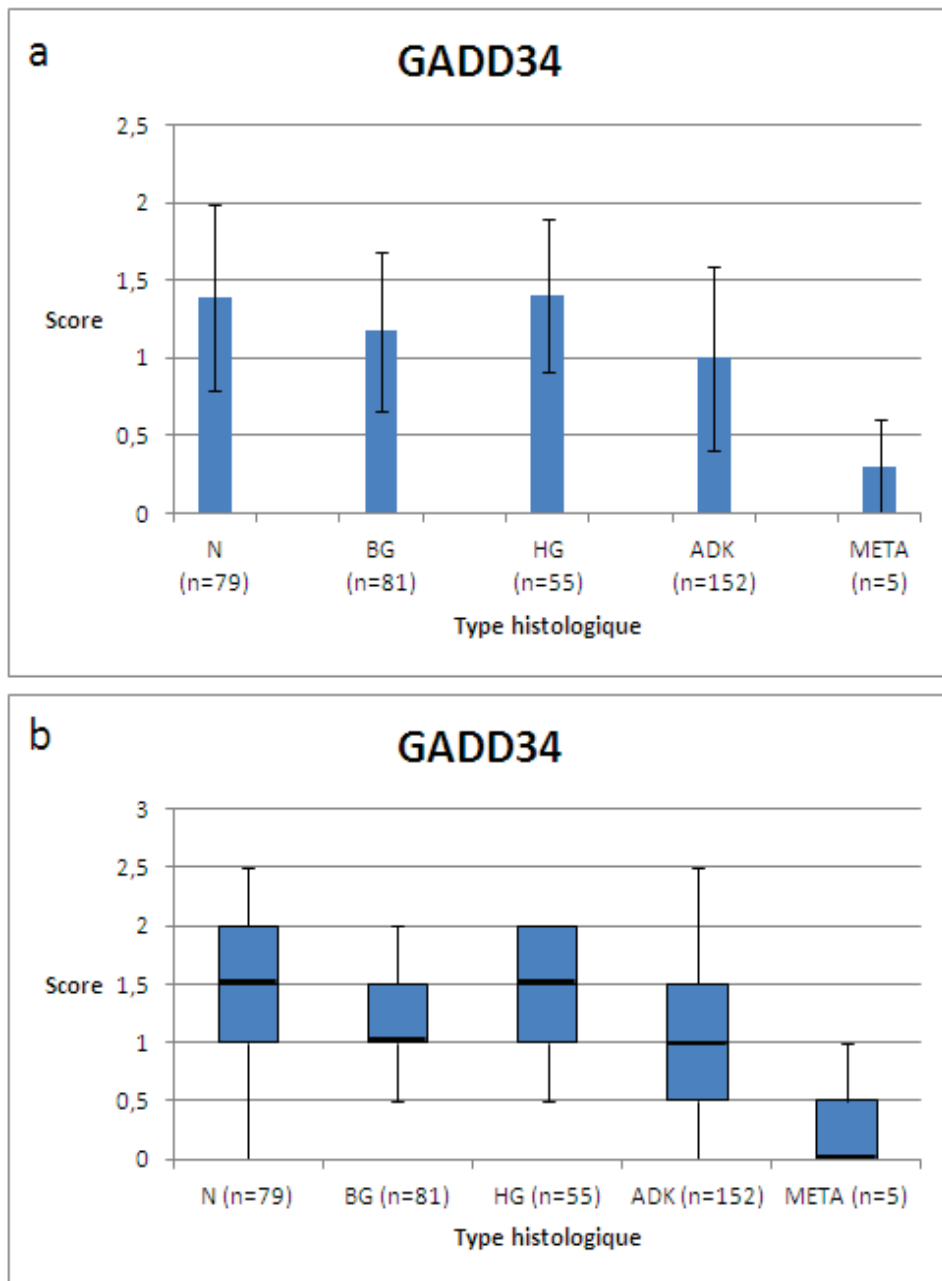 a
GADD34
2,5
2
1,5
1
0,5
0
Score
N BG HG ADK META
(n=79) (n=81) (n=55) (n=152) (n=5)
Type histologique
b
GADD34
3
2,5
2
1,5
1
0,5
0
Score
N (n=79) BG (n=81) HG (n=55) ADK (n=152) META (n=5)
Type histologique